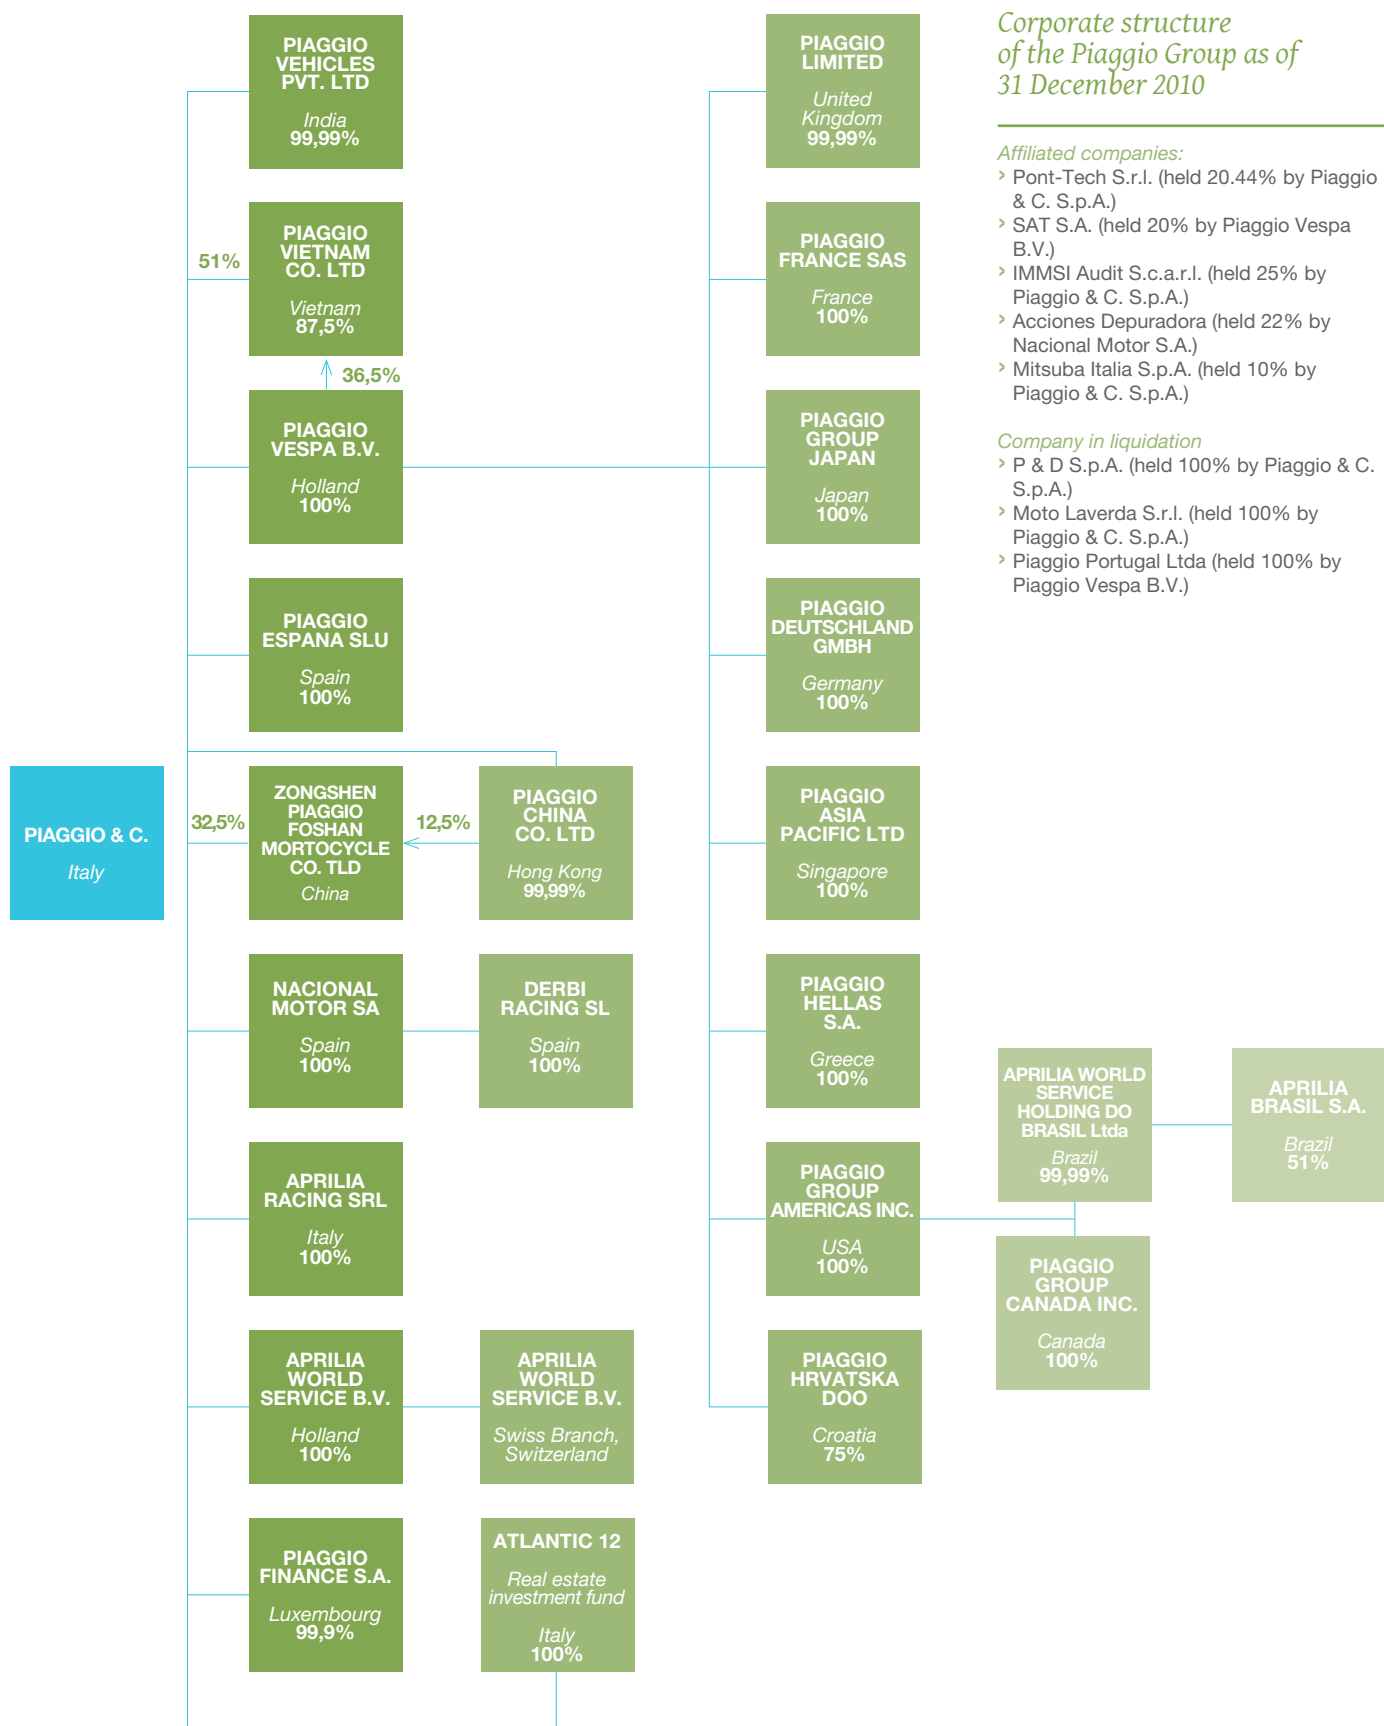 Corporate structure
of the Piaggio Group as of
31 December 2010
Affiliated companies:
› Pont-Tech S.r.l. (held 20.44% by Piaggio
& C. S.p.A.)
› SAT S.A. (held 20% by Piaggio Vespa
B.V.)
› IMMSI Audit S.c.a.r.l. (held 25% by
Piaggio & C. S.p.A.)
› Acciones Depuradora (held 22% by
Nacional Motor S.A.)
› Mitsuba Italia S.p.A. (held 10% by
Piaggio & C. S.p.A.)
Company in liquidation
› P & D S.p.A. (held 100% by Piaggio & C.
S.p.A.)
› Moto Laverda S.r.l. (held 100% by
Piaggio & C. S.p.A.)
› Piaggio Portugal Ltda (held 100% by
Piaggio Vespa B.V.)
PIAGGIO & C.
Italy
PIAGGIO
VEHICLES
PVT. LTD
India
99,99%
51%
PIAGGIO
VIETNAM
CO. LTD
Vietnam
87,5%
36,5%
PIAGGIO
VESPA B.V.
Holland
100%
PIAGGIO
ESPANA SLU
Spain
100%
32,5%
ZONGSHEN
PIAGGIO
FOSHAN
MORTOCYCLE
CO. TLD
China
12,5%
PIAGGIO
CHINA
CO. LTD
Hong Kong
99,99%
NACIONAL
MOTOR SA
Spain
100%
DERBI
RACING SL
Spain
100%
APRILIA
RACING SRL
Italy
100%
APRILIA
WORLD
SERVICE B.V.
Holland
100%
APRILIA
WORLD
SERVICE B.V.
Swiss Branch,
Switzerland
PIAGGIO
FINANCE S.A.
Luxembourg
99,9%
ATLANTIC 12
Real estate
investment fund
Italy
100%
PIAGGIO
LIMITED
United
Kingdom
99,99%
PIAGGIO
FRANCE SAS
France
100%
PIAGGIO
GROUP
JAPAN
Japan
100%
PIAGGIO
DEUTSCHLAND
GMBH
Germany
100%
PIAGGIO
ASIA
PACIFIC LTD
Singapore
100%
PIAGGIO
HELLAS
S.A.
Greece
100%
PIAGGIO
GROUP
AMERICAS INC.
USA
100%
PIAGGIO
HRVATSKA
DOO
Croatia
75%
APRILIA WORLD
SERVICE
HOLDING DO
BRASIL Ltda
Brazil
99,99%
APRILIA
BRASIL S.A.
Brazil
51%
PIAGGIO
GROUP
CANADA INC.
Canada
100%